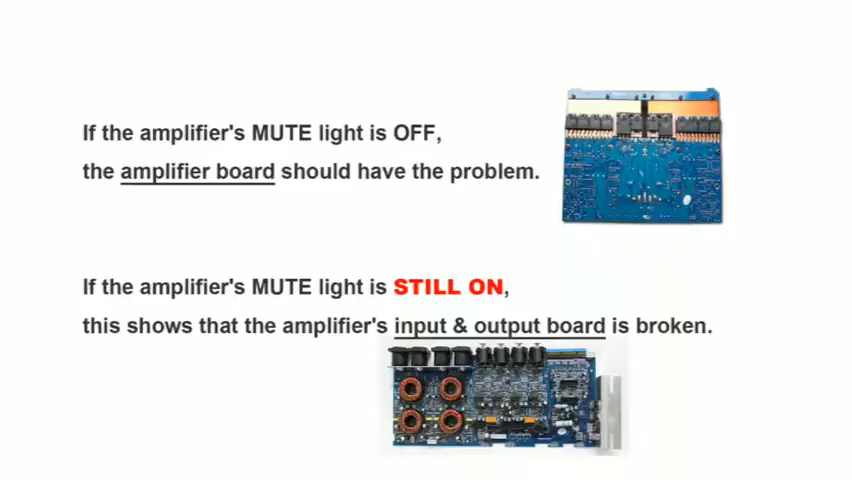 If the amplifier's MUTE light is OFF,
the amplifier board should have the problem.
If the amplifier's MUTE light is STILL ON,
this shows that the amplifier's input & output board is broken.